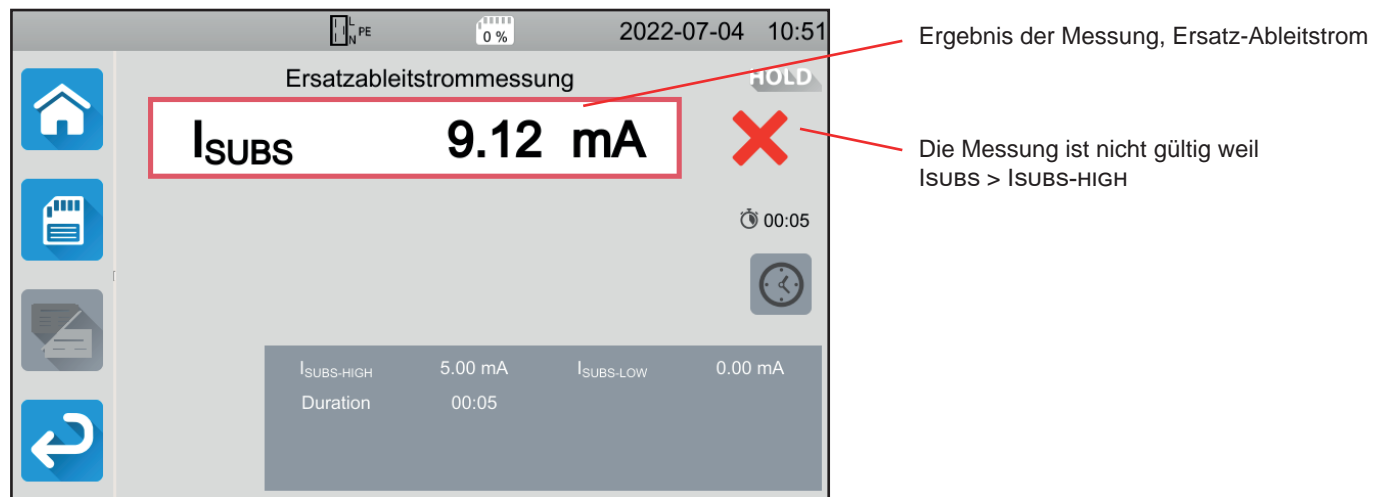 L
N PE
0 %
2022-07-04 10:51
Ergebnis der Messung, Ersatz-Ableitstrom
Ersatzableitstrommessung
HOLD
ISUBS 9.12 mA
Die Messung ist nicht gültig weil
ISUBS > ISUBS-HIGH
00:05
ISUBS-HIGH 5.00 mA ISUBS-LOW 0.00 mA
Duration 00:05